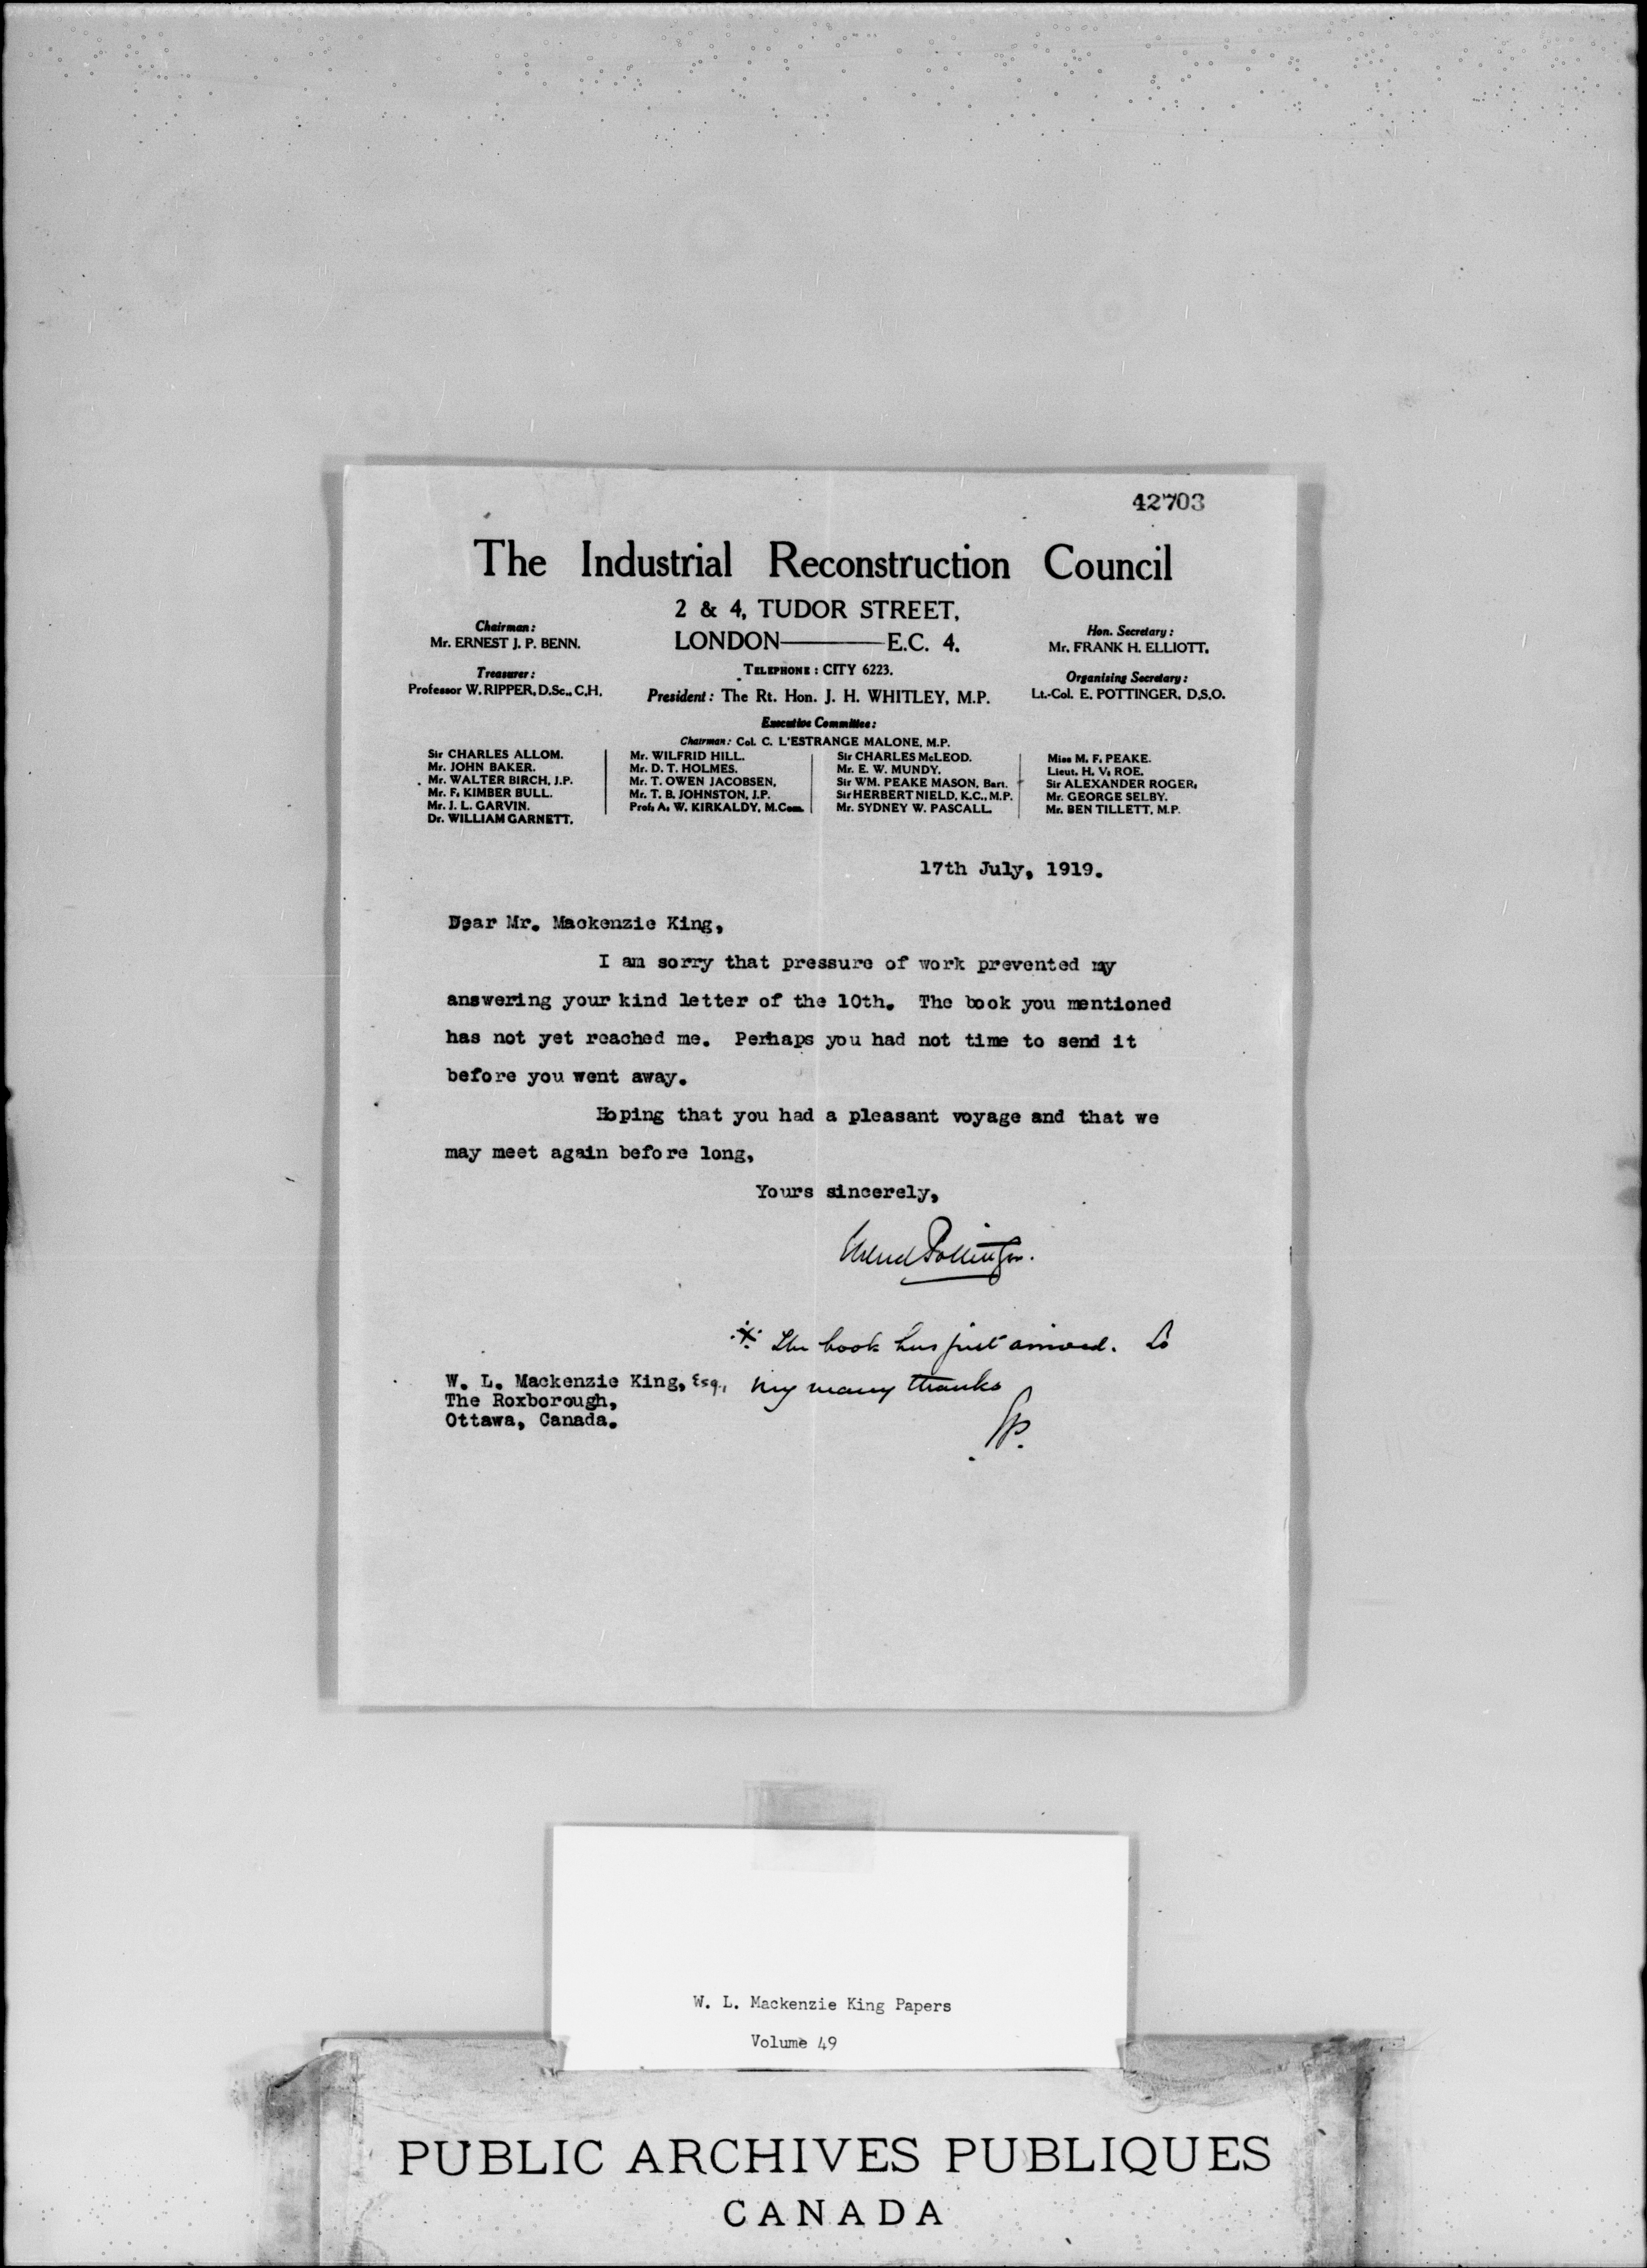 42703
The Industrial Reconstruction Council
2 & 4, TUDOR STREET,
LONDON———E.C. 4.
TELEPHONE : CITY 6223.
President : The Rt. Hon. J. H. WHITLEY, M.P.
Chairman :
Mr. ERNEST J. P. BENN.
Treasurer :
Professor W. RIPPER, D.Sc., C.H.
Hon. Secretary :
Mr. FRANK H. ELLIOTT.
Organising Secretary :
Lt.-Col. E. POTTINGER, D.S.O.
Executive Committee :
Chairman : Col. C. L'ESTRANGE MALONE, M.P.
Sir CHARLES ALLOM.
Mr. JOHN BAKER.
Mr. WALTER BIRCH, J.P.
Mr. F. KIMBER BULL.
Mr. J. L. GARVIN.
Dr. WILLIAM GARNETT.
Mr. WILFRID HILL.
Mr. D. T. HOLMES.
Mr. T. OWEN JACOBSEN,
Mr. T. B. JOHNSTON, J.P.
Prof. A. W. KIRKALDY, M.Com.
Sir CHARLES McLEOD.
Mr. E. W. MUNDY.
Sir WM. PEAKE MASON, Bart.
Sir HERBERT NIELD, K.C., M.P.
Mr. SYDNEY W. PASCALL.
Miss M. F. PEAKE.
Lieut. H. V. ROE.
Sir ALEXANDER ROGER.
Mr. GEORGE SELBY.
Mr. BEN TILLETT, M.P.
17th July, 1919.
Dear Mr. Mackenzie King,
I am sorry that pressure of work prevented my
answering your kind letter of the 10th. The book you mentioned
has not yet reached me. Perhaps you had not time to send it
before you went away.
Hoping that you had a pleasant voyage and that we
may meet again before long,
Yours sincerely,
Pottinger.
※ The book has just arrived. So
my many thanks
EP.
W. L. Mackenzie King, Esq.,
The Roxborough,
Ottawa, Canada.
W. L. Mackenzie King Papers
Volume 49
PUBLIC ARCHIVES PUBLIQUES
CANADA